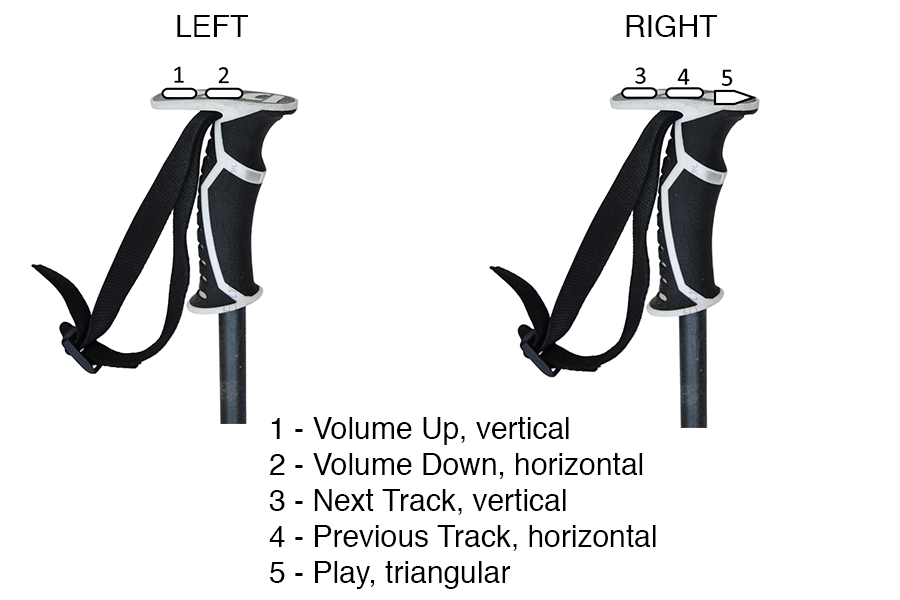 LEFT
RIGHT
1
2
3
4
5
1 - Volume Up, vertical
2 - Volume Down, horizontal
3 - Next Track, vertical
4 - Previous Track, horizontal
5 - Play, triangular